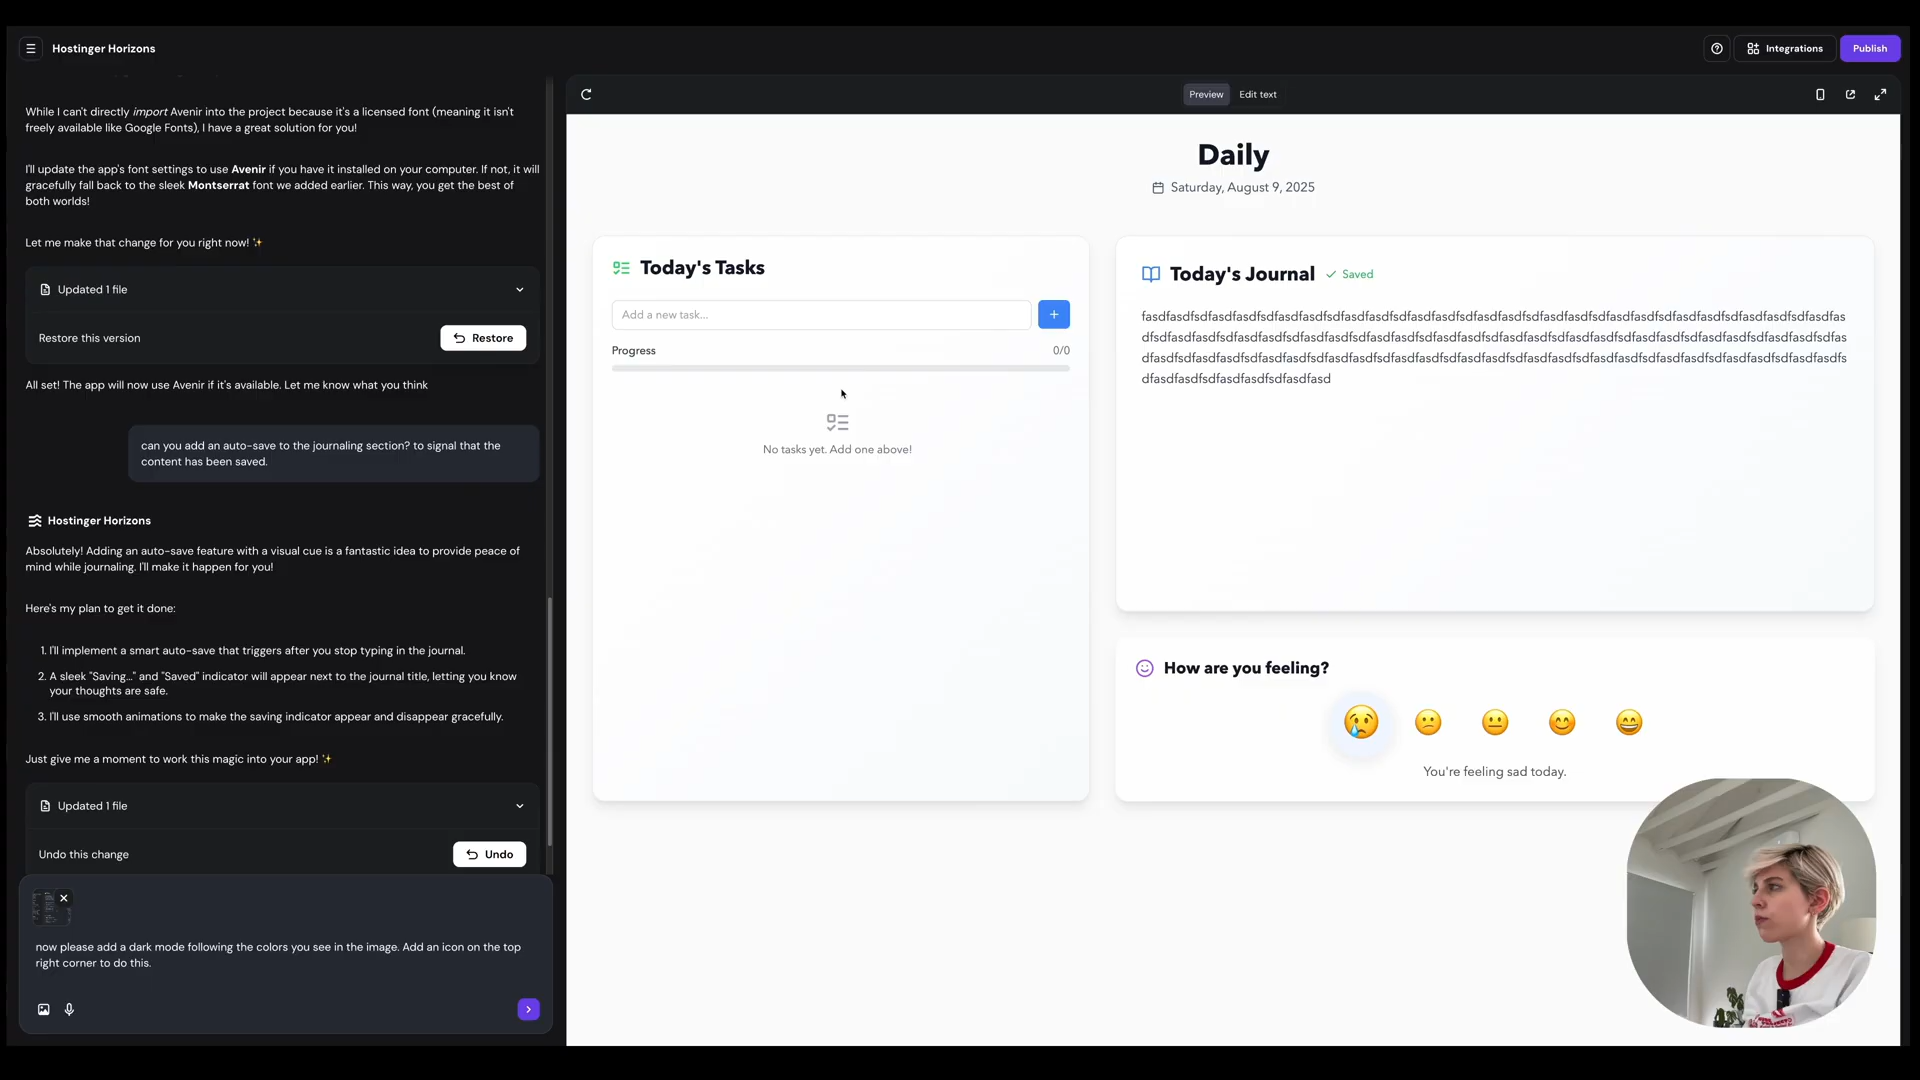 Hostinger Horizons
Integrations
Publish
While I can't directly import Avenir into the project because it's a licensed font (meaning it isn't
freely available like Google Fonts), I have a great solution for you!
I'll update the app's font settings to use Avenir if you have it installed on your computer. If not, it will
gracefully fall back to the sleek Montserrat font we added earlier. This way, you get the best of
both worlds!
Let me make that change for you right now! ✨
Updated 1 file
Restore this version
Restore
All set! The app will now use Avenir if it's available. Let me know what you think
can you add an auto-save to the journaling section? to signal that the
content has been saved.
Hostinger Horizons
Absolutely! Adding an auto-save feature with a visual cue is a fantastic idea to provide peace of
mind while journaling. I'll make it happen for you!
Here's my plan to get it done:
1. I'll implement a smart auto-save that triggers after you stop typing in the journal.
2. A sleek "Saving..." and "Saved" indicator will appear next to the journal title, letting you know
your thoughts are safe.
3. I'll use smooth animations to make the saving indicator appear and disappear gracefully.
Just give me a moment to work this magic into your app! ✨
Updated 1 file
Undo this change
Undo
now please add a dark mode following the colors you see in the image. Add an icon on the top
right corner to do this.
Preview
Edit text
Daily
Saturday, August 9, 2025
Today's Tasks
Add a new task...
Progress
0/0
No tasks yet. Add one above!
Today's Journal
Saved
How are you feeling?
You're feeling sad today.